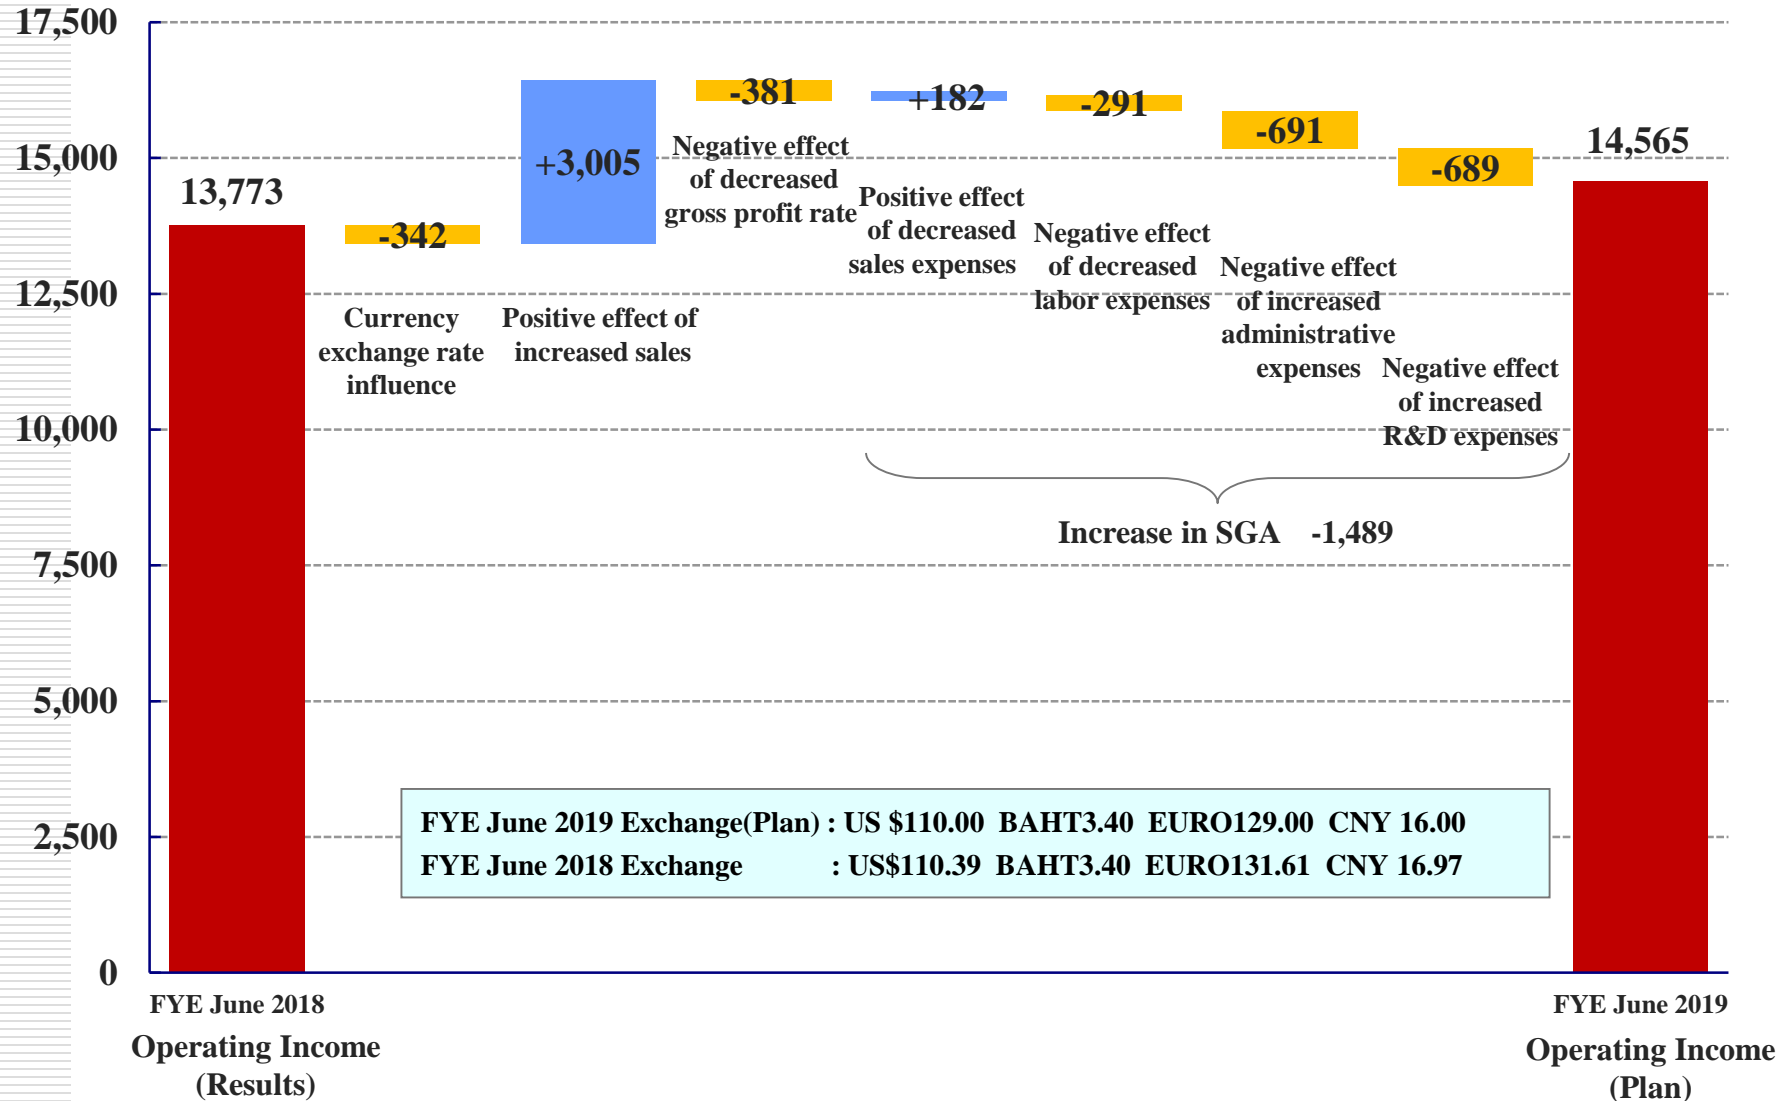 17,500
15,000
12,500
10,000
7,500
5,000
2,500
0
13,773
-342
+3,005
-381
+182
-291
-691
-689
14,565
Currency
exchange rate
influence
Positive effect of
increased sales
Negative effect
of decreased
gross profit rate
Positive effect
of decreased
sales expenses
Negative effect
of decreased
labor expenses
Negative effect
of increased
administrative
expenses
Negative effect
of increased
R&D expenses
Increase in SGA -1,489
FYE June 2019 Exchange(Plan) : US $110.00 BAHT3.40 EURO129.00 CNY 16.00
FYE June 2018 Exchange : US$110.39 BAHT3.40 EURO131.61 CNY 16.97
FYE June 2018
Operating Income
(Results)
FYE June 2019
Operating Income
(Plan)